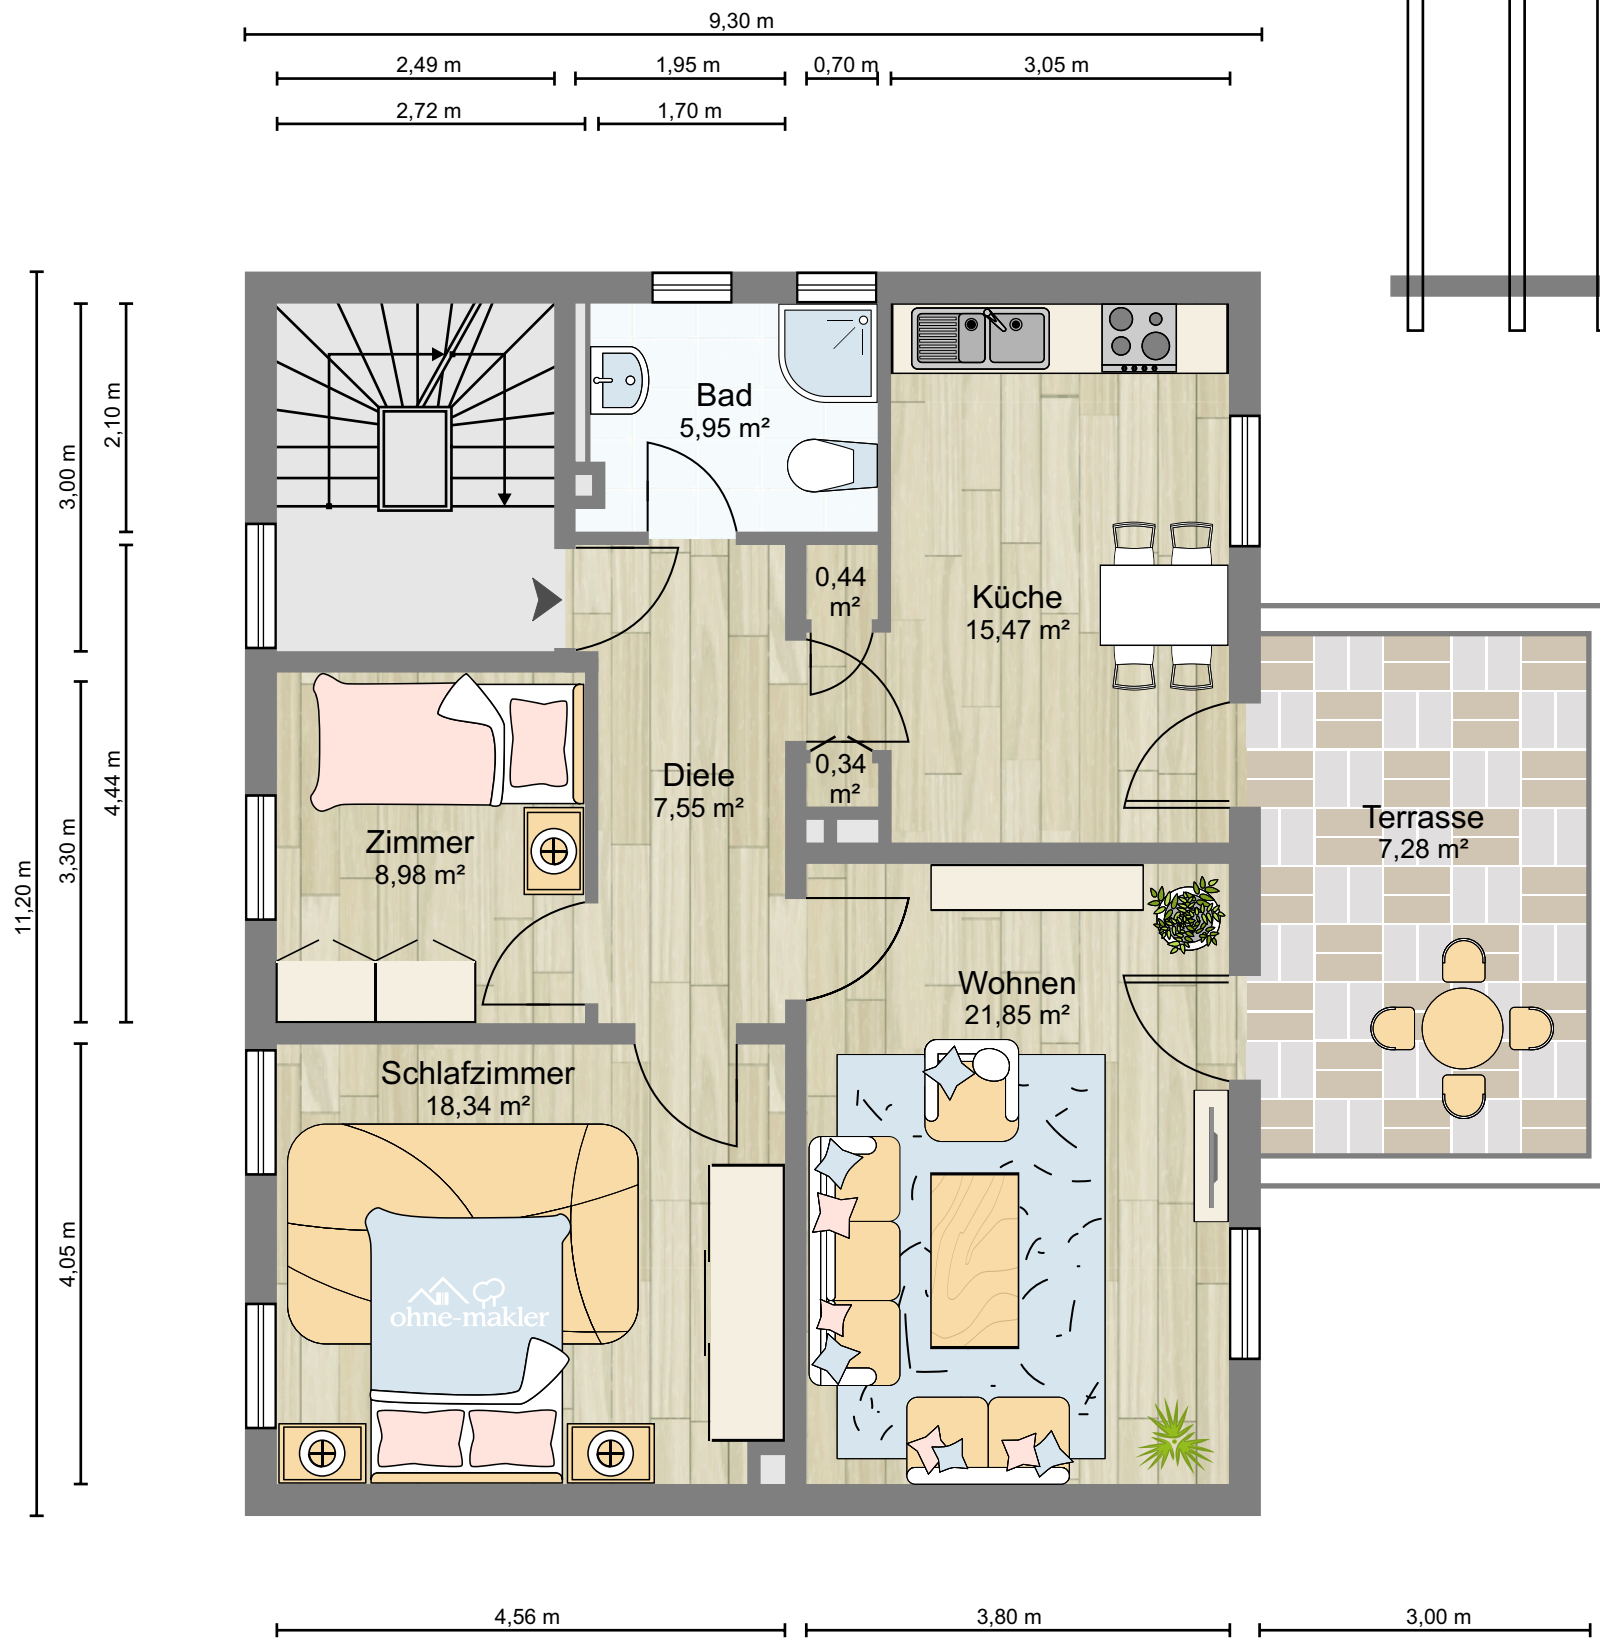 9,30 m
2,49 m
1,95 m
0,70 m
3,05 m
2,72 m
1,70 m
11,20 m
3,00 m
2,10 m
3,30 m
4,44 m
4,05 m
Bad
5,95 m²
0,44
m²
Küche
15,47 m²
0,34
m²
Diele
7,55 m²
Zimmer
8,98 m²
Terrasse
7,28 m²
Wohnen
21,85 m²
Schlafzimmer
18,34 m²
ohne-makler
4,56 m
3,80 m
3,00 m